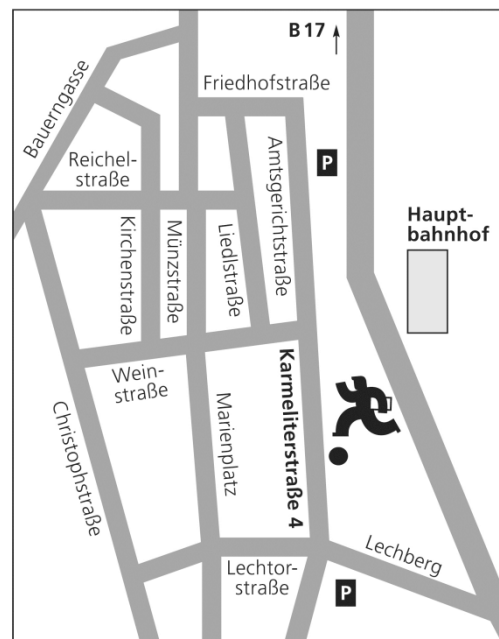 B 17
Friedhofstraße
Bauerngasse
Reichel-
straße
Amtsgerichtstraße
P
Haupt-
bahnhof
Kirchenstraße
Münzstraße
Liedlstraße
Wein-
straße
Christophstraße
Marienplatz
Karmeliterstraße 4
Lechtor-
straße
Lechberg
P